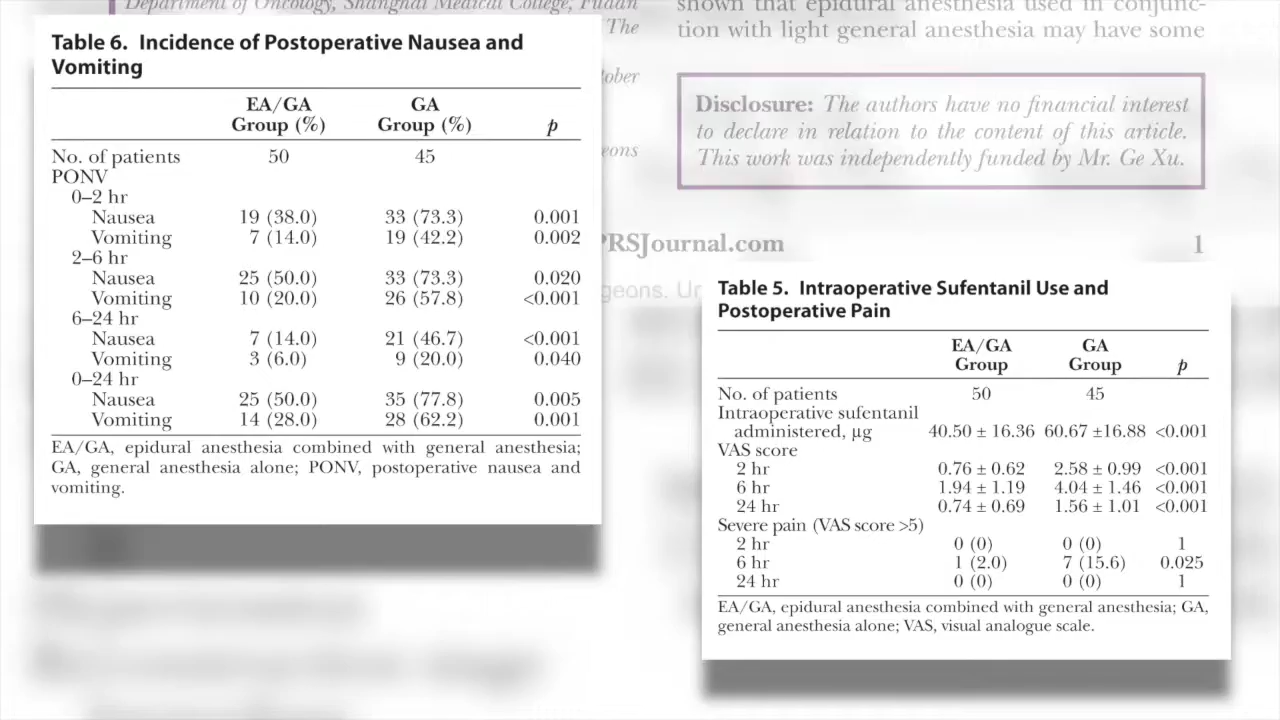 Department of Oncology, Shanghai Medical College, Fudan
The
ober
eons
shown that epidural anesthesia used in conjunc-
tion with light general anesthesia may have some
Disclosure: The authors have no financial interest
to declare in relation to the content of this article.
This work was independently funded by Mr. Ge Xu.
PRSJournal.com 1
geons. Un
Table 6. Incidence of Postoperative Nausea and
Vomiting
EA/GA GA
Group (%) Group (%) p
No. of patients 50 45
PONV
0–2 hr
Nausea 19 (38.0) 33 (73.3) 0.001
Vomiting 7 (14.0) 19 (42.2) 0.002
2–6 hr
Nausea 25 (50.0) 33 (73.3) 0.020
Vomiting 10 (20.0) 26 (57.8) <0.001
6–24 hr
Nausea 7 (14.0) 21 (46.7) <0.001
Vomiting 3 (6.0) 9 (20.0) 0.040
0–24 hr
Nausea 25 (50.0) 35 (77.8) 0.005
Vomiting 14 (28.0) 28 (62.2) 0.001
EA/GA, epidural anesthesia combined with general anesthesia;
GA, general anesthesia alone; PONV, postoperative nausea and
vomiting.
Table 5. Intraoperative Sufentanil Use and
Postoperative Pain
EA/GA GA
Group Group p
No. of patients 50 45
Intraoperative sufentanil
administered, µg 40.50 ± 16.36 60.67 ±16.88 <0.001
VAS score
2 hr 0.76 ± 0.62 2.58 ± 0.99 <0.001
6 hr 1.94 ± 1.19 4.04 ± 1.46 <0.001
24 hr 0.74 ± 0.69 1.56 ± 1.01 <0.001
Severe pain (VAS score >5)
2 hr 0 (0) 0 (0) 1
6 hr 1 (2.0) 7 (15.6) 0.025
24 hr 0 (0) 0 (0) 1
EA/GA, epidural anesthesia combined with general anesthesia; GA,
general anesthesia alone; VAS, visual analogue scale.